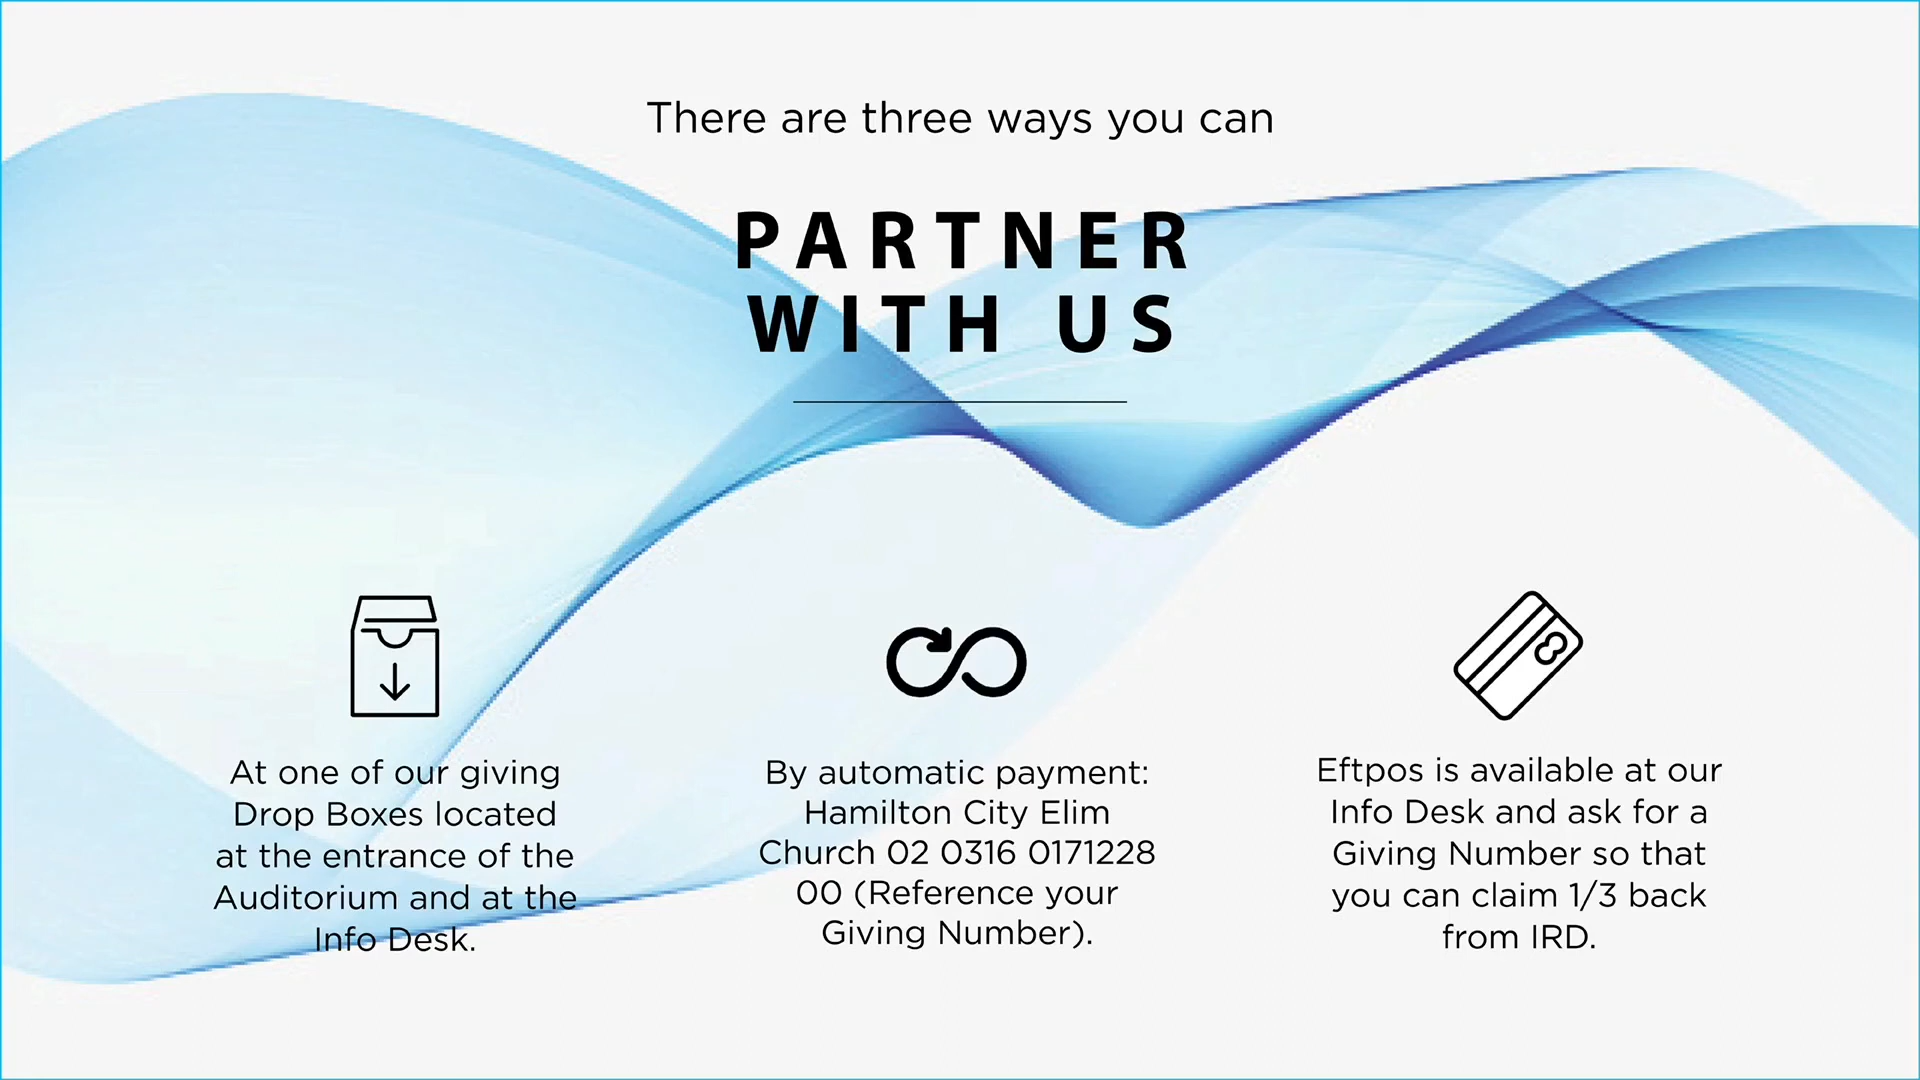 There are three ways you can
PARTNER
WITH US
At one of our giving
Drop Boxes located
at the entrance of the
Auditorium and at the
Info Desk.
By automatic payment:
Hamilton City Elim
Church 02 0316 0171228
00 (Reference your
Giving Number).
Eftpos is available at our
Info Desk and ask for a
Giving Number so that
you can claim 1/3 back
from IRD.